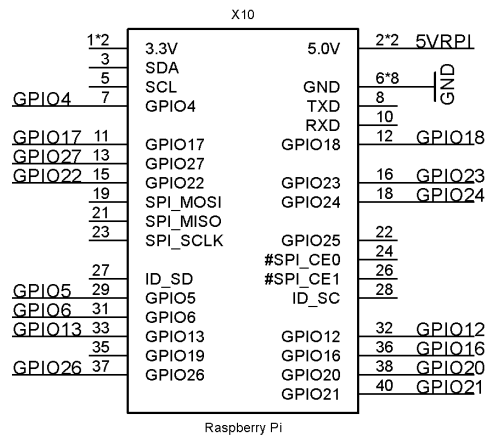 X10
1*2 3.3V 5.0V 2*2 5VRPI
3 SDA
5 SCL GND 6*8 GND
GPIO4 7 GPIO4 TXD 8
RXD 10
GPIO17 11 GPIO17 GPIO18 12 GPIO18
GPIO27 13 GPIO27
GPIO22 15 GPIO22 GPIO23 16 GPIO23
19 SPI_MOSI GPIO24 18 GPIO24
21 SPI_MISO
23 SPI_SCLK GPIO25 22
#SPI_CE0 24
27 ID_SD #SPI_CE1 26
GPIO5 29 GPIO5 ID_SC 28
GPIO6 31 GPIO6
GPIO13 33 GPIO13 GPIO12 32 GPIO12
35 GPIO19 GPIO16 36 GPIO16
GPIO26 37 GPIO26 GPIO20 38 GPIO20
GPIO21 40 GPIO21
Raspberry Pi